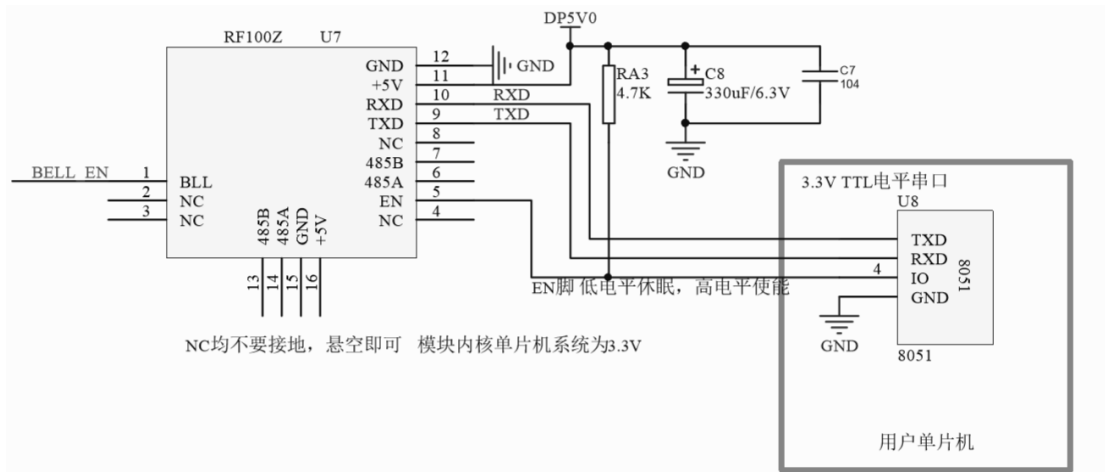 DP5V0
RF100Z U7
GND 12
GND
+5V 11
RXD 10 RXD
TXD 9 TXD
NC 8
485B 7
485A 6
EN 5
NC 4
BELL_EN 1 BLL
2 NC
3 NC
485B 485A GND +5V
13 14 15 16
RA3
4.7K
+ C8
330uF/6.3V
C7
104
GND
3.3V TTL电平串口
U8
TXD
RXD
4 IO
GND
8051
GND
8051
EN脚 低电平休眠，高电平使能
NC均不要接地，悬空即可 模块内核单片机系统为3.3V
用户单片机